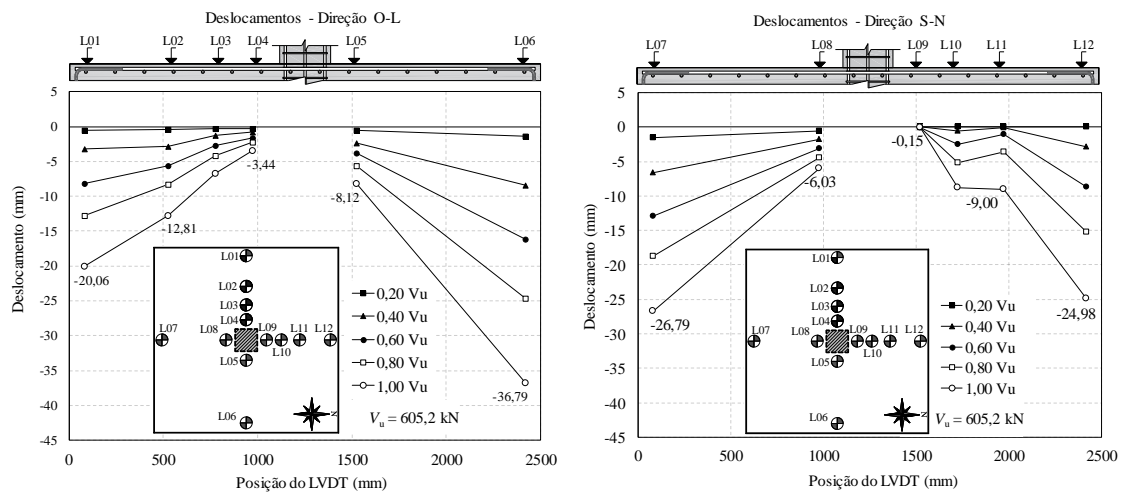 Deslocamentos - Direção O-L
L01 L02 L03 L04 L05 L06
5
0
-5
-10
-15
-20
-25
-30
-35
-40
-45
Deslocamento (mm)
-3,44
-8,12
-12,81
-20,06
-36,79
L01
L02
L03
L04
L07 L08 L09 L10 L11 L12
L05
L06
N
0,20 Vu
0,40 Vu
0,60 Vu
0,80 Vu
1,00 Vu
Vu = 605,2 kN
0 500 1000 1500 2000 2500
Posição do LVDT (mm)
Deslocamentos - Direção S-N
L07 L08 L09 L10 L11 L12
5
0
-5
-10
-15
-20
-25
-30
-35
-40
-45
Deslocamento (mm)
-0,15
-6,03
-9,00
-26,79
-24,98
L01
L02
L03
L04
L07 L08 L09 L10 L11 L12
L05
L06
N
0,20 Vu
0,40 Vu
0,60 Vu
0,80 Vu
1,00 Vu
Vu = 605,2 kN
0 500 1000 1500 2000 2500
Posição do LVDT (mm)